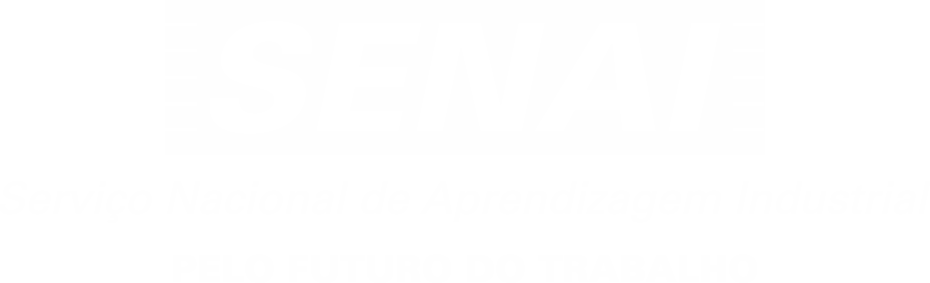 SENAI
Serviço Nacional de Aprendizagem Industrial
PELO FUTURO DO TRABALHO